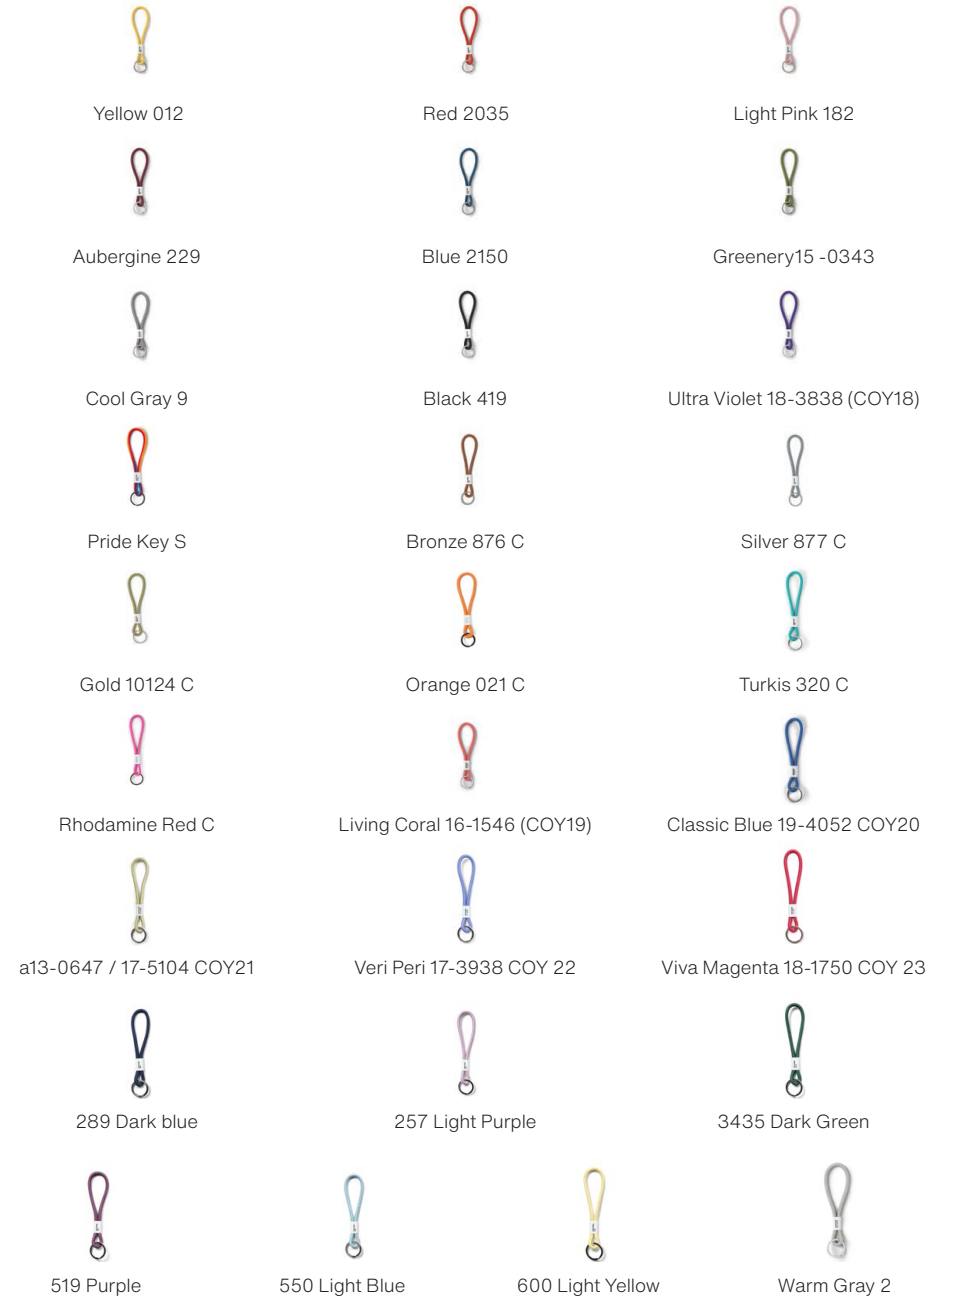 Yellow 012
Red 2035
Light Pink 182
Aubergine 229
Blue 2150
Greenery15 -0343
Cool Gray 9
Black 419
Ultra Violet 18-3838 (COY18)
Pride Key S
Bronze 876 C
Silver 877 C
Gold 10124 C
Orange 021 C
Turkis 320 C
Rhodamine Red C
Living Coral 16-1546 (COY19)
Classic Blue 19-4052 COY20
a13-0647 / 17-5104 COY21
Veri Peri 17-3938 COY 22
Viva Magenta 18-1750 COY 23
289 Dark blue
257 Light Purple
3435 Dark Green
519 Purple
550 Light Blue
600 Light Yellow
Warm Gray 2